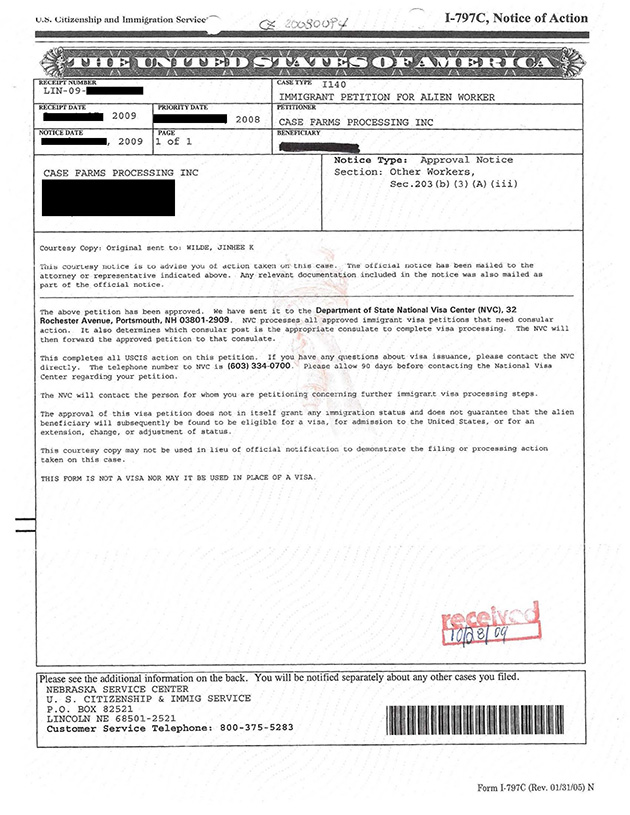 U.S. Citizenship and Immigration Service
I-797C, Notice of Action
THE UNITED STATES OF AMERICA
RECEIPT NUMBER
LIN-09-
CASE TYPE I140
IMMIGRANT PETITION FOR ALIEN WORKER
RECEIPT DATE
2009
PRIORITY DATE
2008
PETITIONER
CASE FARMS PROCESSING INC
NOTICE DATE
, 2009
PAGE
1 of 1
BENEFICIARY
CASE FARMS PROCESSING INC
Notice Type: Approval Notice
Section: Other Workers,
Sec.203(b)(3)(A)(iii)
Courtesy Copy: Original sent to: WILDE, JINHEE K
This courtesy notice is to advise you of action taken on this case. The official notice has been mailed to the
attorney or representative indicated above. Any relevant documentation included in the notice was also mailed as
part of the official notice.
The above petition has been approved. We have sent it to the Department of State National Visa Center (NVC), 32
Rochester Avenue, Portsmouth, NH 03801-2909. NVC processes all approved immigrant visa petitions that need consular
action. It also determines which consular post is the appropriate consulate to complete visa processing. The NVC will
then forward the approved petition to that consulate.
This completes all USCIS action on this petition. If you have any questions about visa issuance, please contact the NVC
directly. The telephone number to NVC is (603) 334-0700. Please allow 90 days before contacting the National Visa
Center regarding your petition.
The NVC will contact the person for whom you are petitioning concerning further immigrant visa processing steps.
The approval of this visa petition does not in itself grant any immigration status and does not guarantee that the alien
beneficiary will subsequently be found to be eligible for a visa, for admission to the United States, or for an
extension, change, or adjustment of status.
This courtesy copy may not be used in lieu of official notification to demonstrate the filing or processing action
taken on this case.
THIS FORM IS NOT A VISA NOR MAY IT BE USED IN PLACE OF A VISA.
received
10/28/09
Please see the additional information on the back. You will be notified separately about any other cases you filed.
NEBRASKA SERVICE CENTER
U. S. CITIZENSHIP & IMMIG SERVICE
P.O. BOX 82521
LINCOLN NE 68501-2521
Customer Service Telephone: 800-375-5283
Form I-797C (Rev. 01/31/05) N